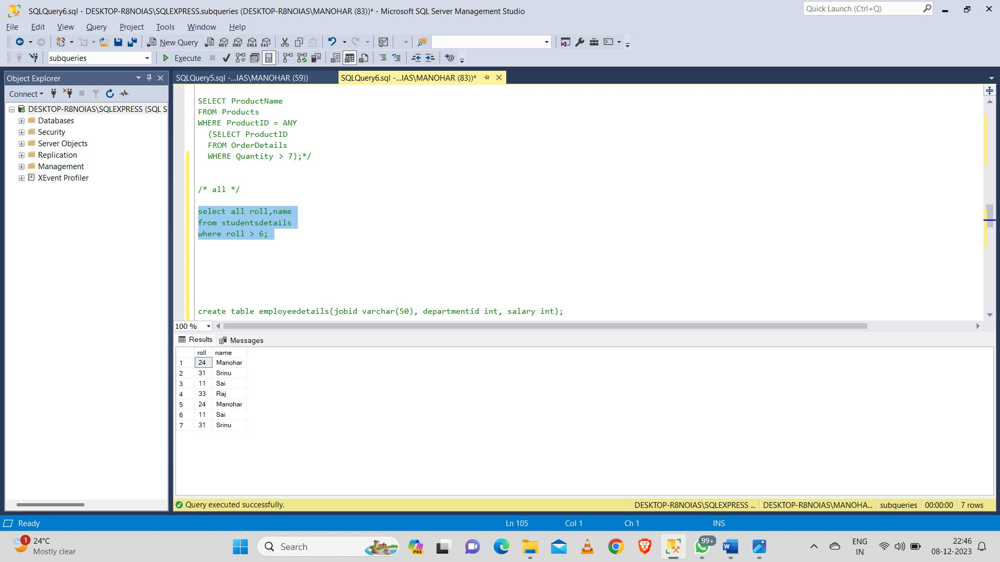 SQLQuery6.sql - DESKTOP-R8NOIAS\SQLEXPRESS.subqueries (DESKTOP-R8NOIAS\MANOHAR (83))* - Microsoft SQL Server Management Studio
Quick Launch (Ctrl+Q)
File Edit View Query Project Tools Window Help
New Query MDX DMX XMLA DAX
subqueries Execute
Object Explorer
SQLQuery5.sql -...IAS\MANOHAR (59))
SQLQuery6.sql -...IAS\MANOHAR (83))*
Connect
DESKTOP-R8NOIAS\SQLEXPRESS (SQL S
Databases
Security
Server Objects
Replication
Management
XEvent Profiler
SELECT ProductName
FROM Products
WHERE ProductID = ANY
(SELECT ProductID
FROM OrderDetails
WHERE Quantity > 7);*/
/* all */
select all roll,name
from studentsdetails
where roll > 6;
create table employeedetails(jobid varchar(50), departmentid int, salary int);
100 %
Results Messages
roll name
1 24 Manohar
2 31 Srinu
3 11 Sai
4 33 Raj
5 24 Manohar
6 11 Sai
7 31 Srinu
Query executed successfully.
DESKTOP-R8NOIAS\SQLEXPRESS ... DESKTOP-R8NOIAS\MANOHA... subqueries 00:00:00 7 rows
Ready Ln 105 Col 1 Ch 1 INS
1 24°C
Mostly clear
Search
PRE
99+
W
ENG
IN
22:46
08-12-2023